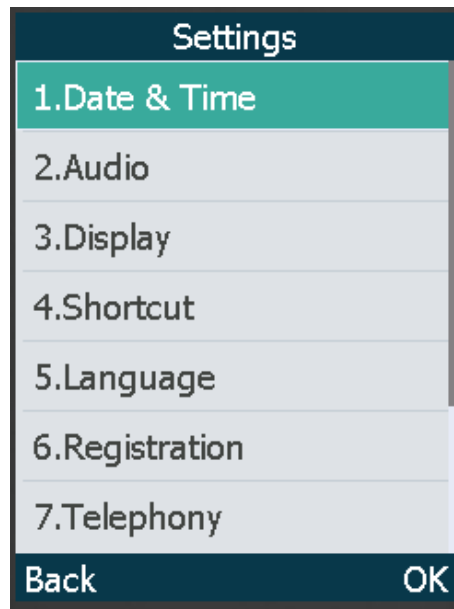 Settings
1.Date & Time
2.Audio
3.Display
4.Shortcut
5.Language
6.Registration
7.Telephony
Back OK